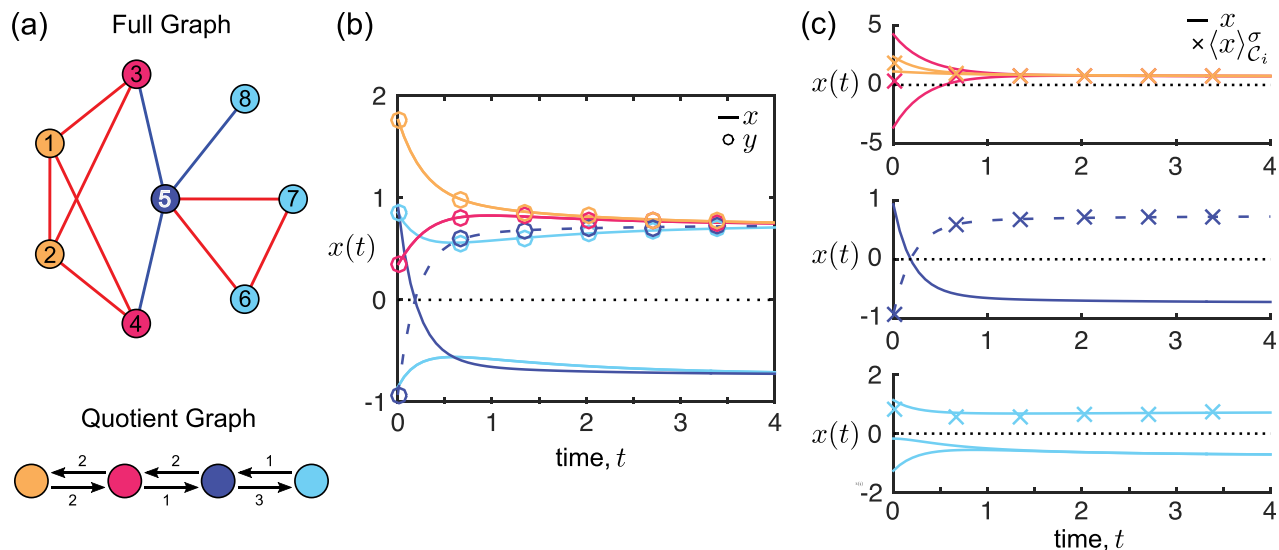 (a)
Full Graph
3
8
1
5
7
2
6
4
Quotient Graph
2 2 1
2 1 3
(b)
2
x
y
1
x(t)
0
-1
0 1 2 3 4
time, t
(c)
5
x
⟨x⟩^σ_{C_i}
x(t)
0
-5
0 1 2 3 4
1
x(t)
0
-1
0 1 2 3 4
2
x(t)
0
-2
0 1 2 3 4
time, t